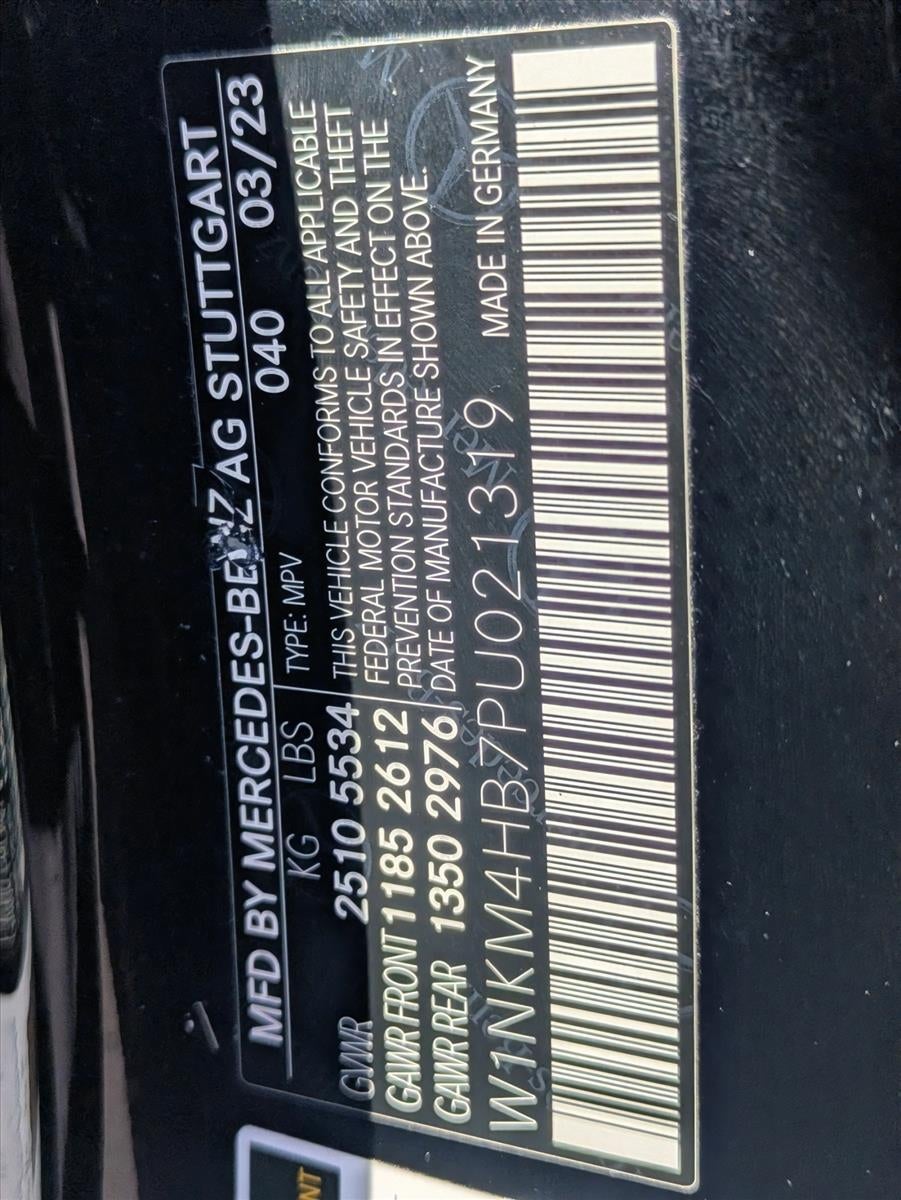 MFD BY MERCEDES-BENZ AG STUTTGART
KG LBS TYPE: MPV 040 03/23
GVWR 2510 5534
GAWR FRONT 1185 2612
GAWR REAR 1350 2976
THIS VEHICLE CONFORMS TO ALL APPLICABLE
FEDERAL MOTOR VEHICLE SAFETY AND THEFT
PREVENTION STANDARDS IN EFFECT ON THE
DATE OF MANUFACTURE SHOWN ABOVE.
W1NKM4HB7PU021319 MADE IN GERMANY